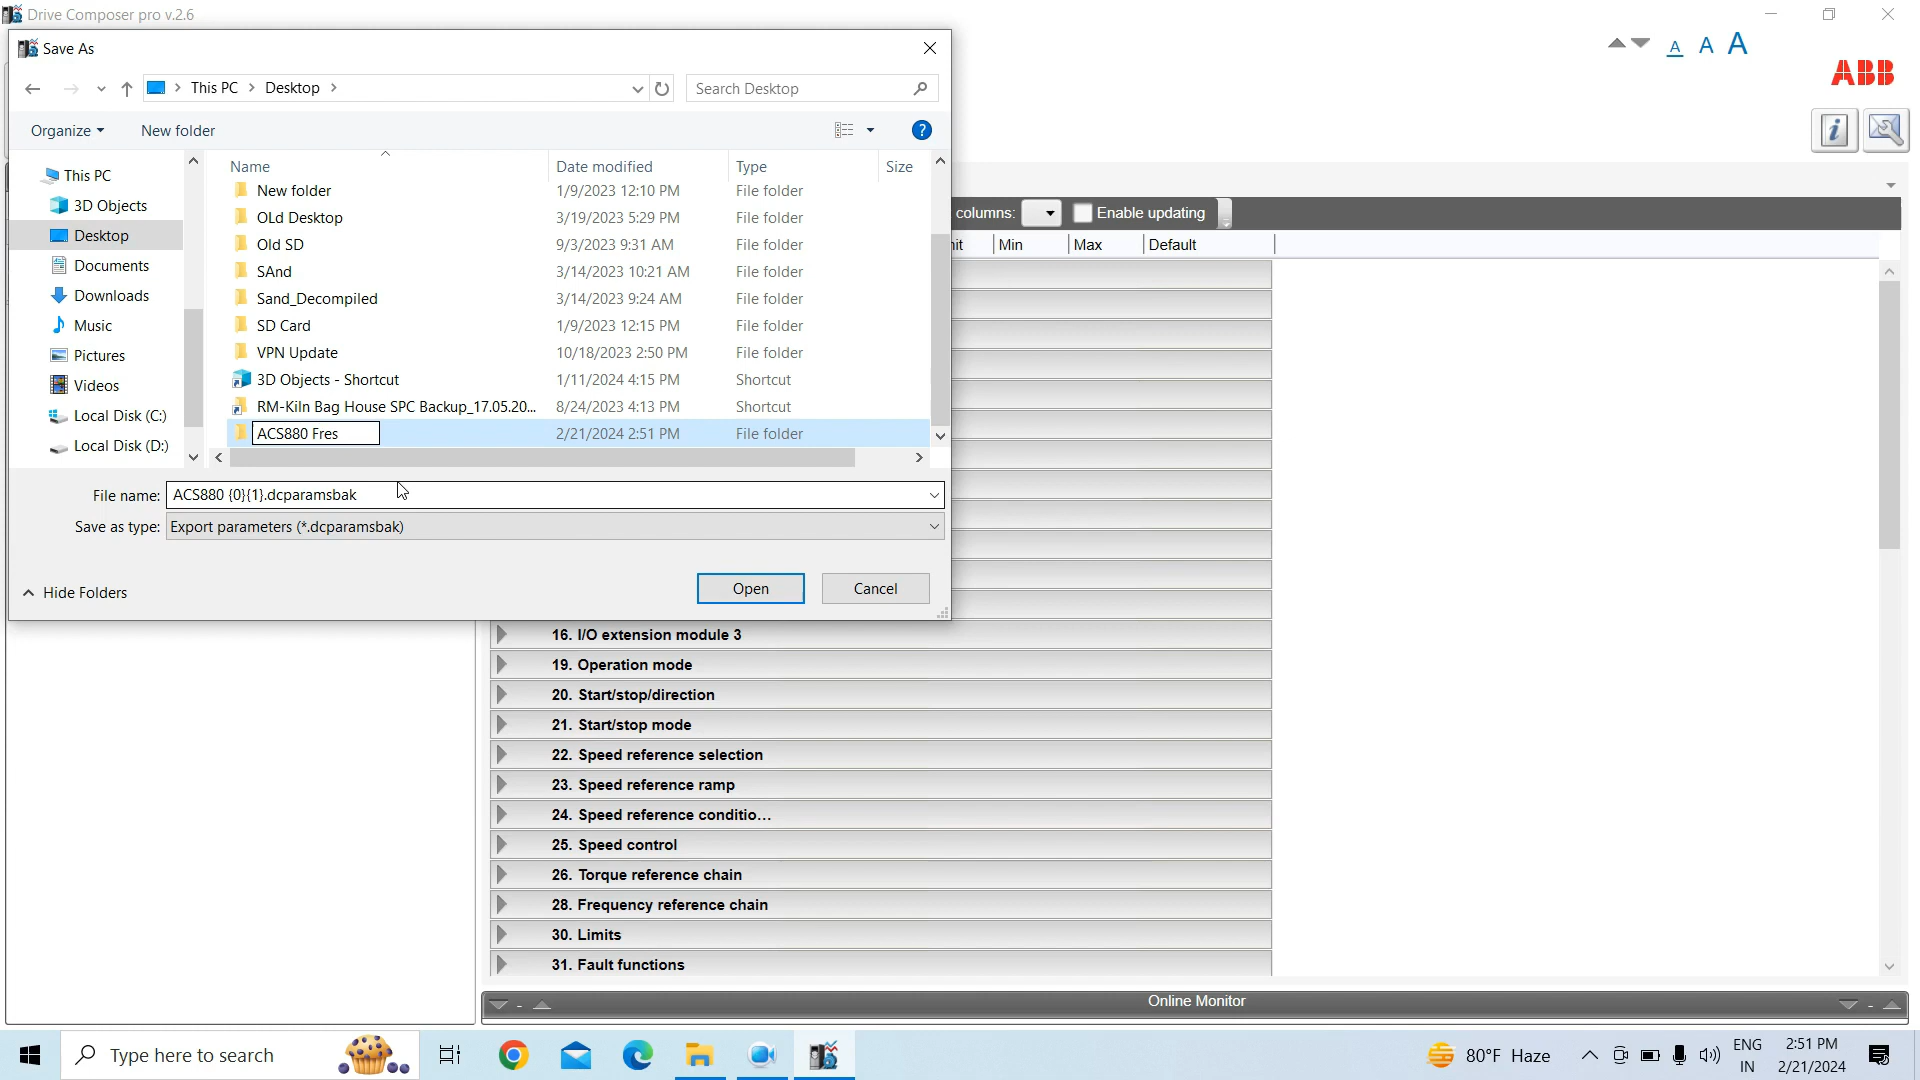 Drive Composer pro v.2.6
Save As
This PC > Desktop >
Search Desktop
Organize
New folder
Name
Date modified
Type
Size
This PC
3D Objects
Desktop
Documents
Downloads
Music
Pictures
Videos
Local Disk (C:)
Local Disk (D:)
New folder 1/9/2023 12:10 PM File folder
OLd Desktop 3/19/2023 5:29 PM File folder
Old SD 9/3/2023 9:31 AM File folder
SAnd 3/14/2023 10:21 AM File folder
Sand_Decompiled 3/14/2023 9:24 AM File folder
SD Card 1/9/2023 12:15 PM File folder
VPN Update 10/18/2023 2:50 PM File folder
3D Objects - Shortcut 1/11/2024 4:15 PM Shortcut
RM-Kiln Bag House SPC Backup_17.05.20... 8/24/2023 4:13 PM Shortcut
ACS880 Fres 2/21/2024 2:51 PM File folder
File name: ACS880 {0}{1}.dcparamsbak
Save as type: Export parameters (*.dcparamsbak)
Hide Folders
Open
Cancel
A A A
ABB
columns:
Enable updating
Min
Max
Default
16. I/O extension module 3
19. Operation mode
20. Start/stop/direction
21. Start/stop mode
22. Speed reference selection
23. Speed reference ramp
24. Speed reference conditio...
25. Speed control
26. Torque reference chain
28. Frequency reference chain
30. Limits
31. Fault functions
Online Monitor
Type here to search
80°F Haze
ENG
IN
2:51 PM
2/21/2024